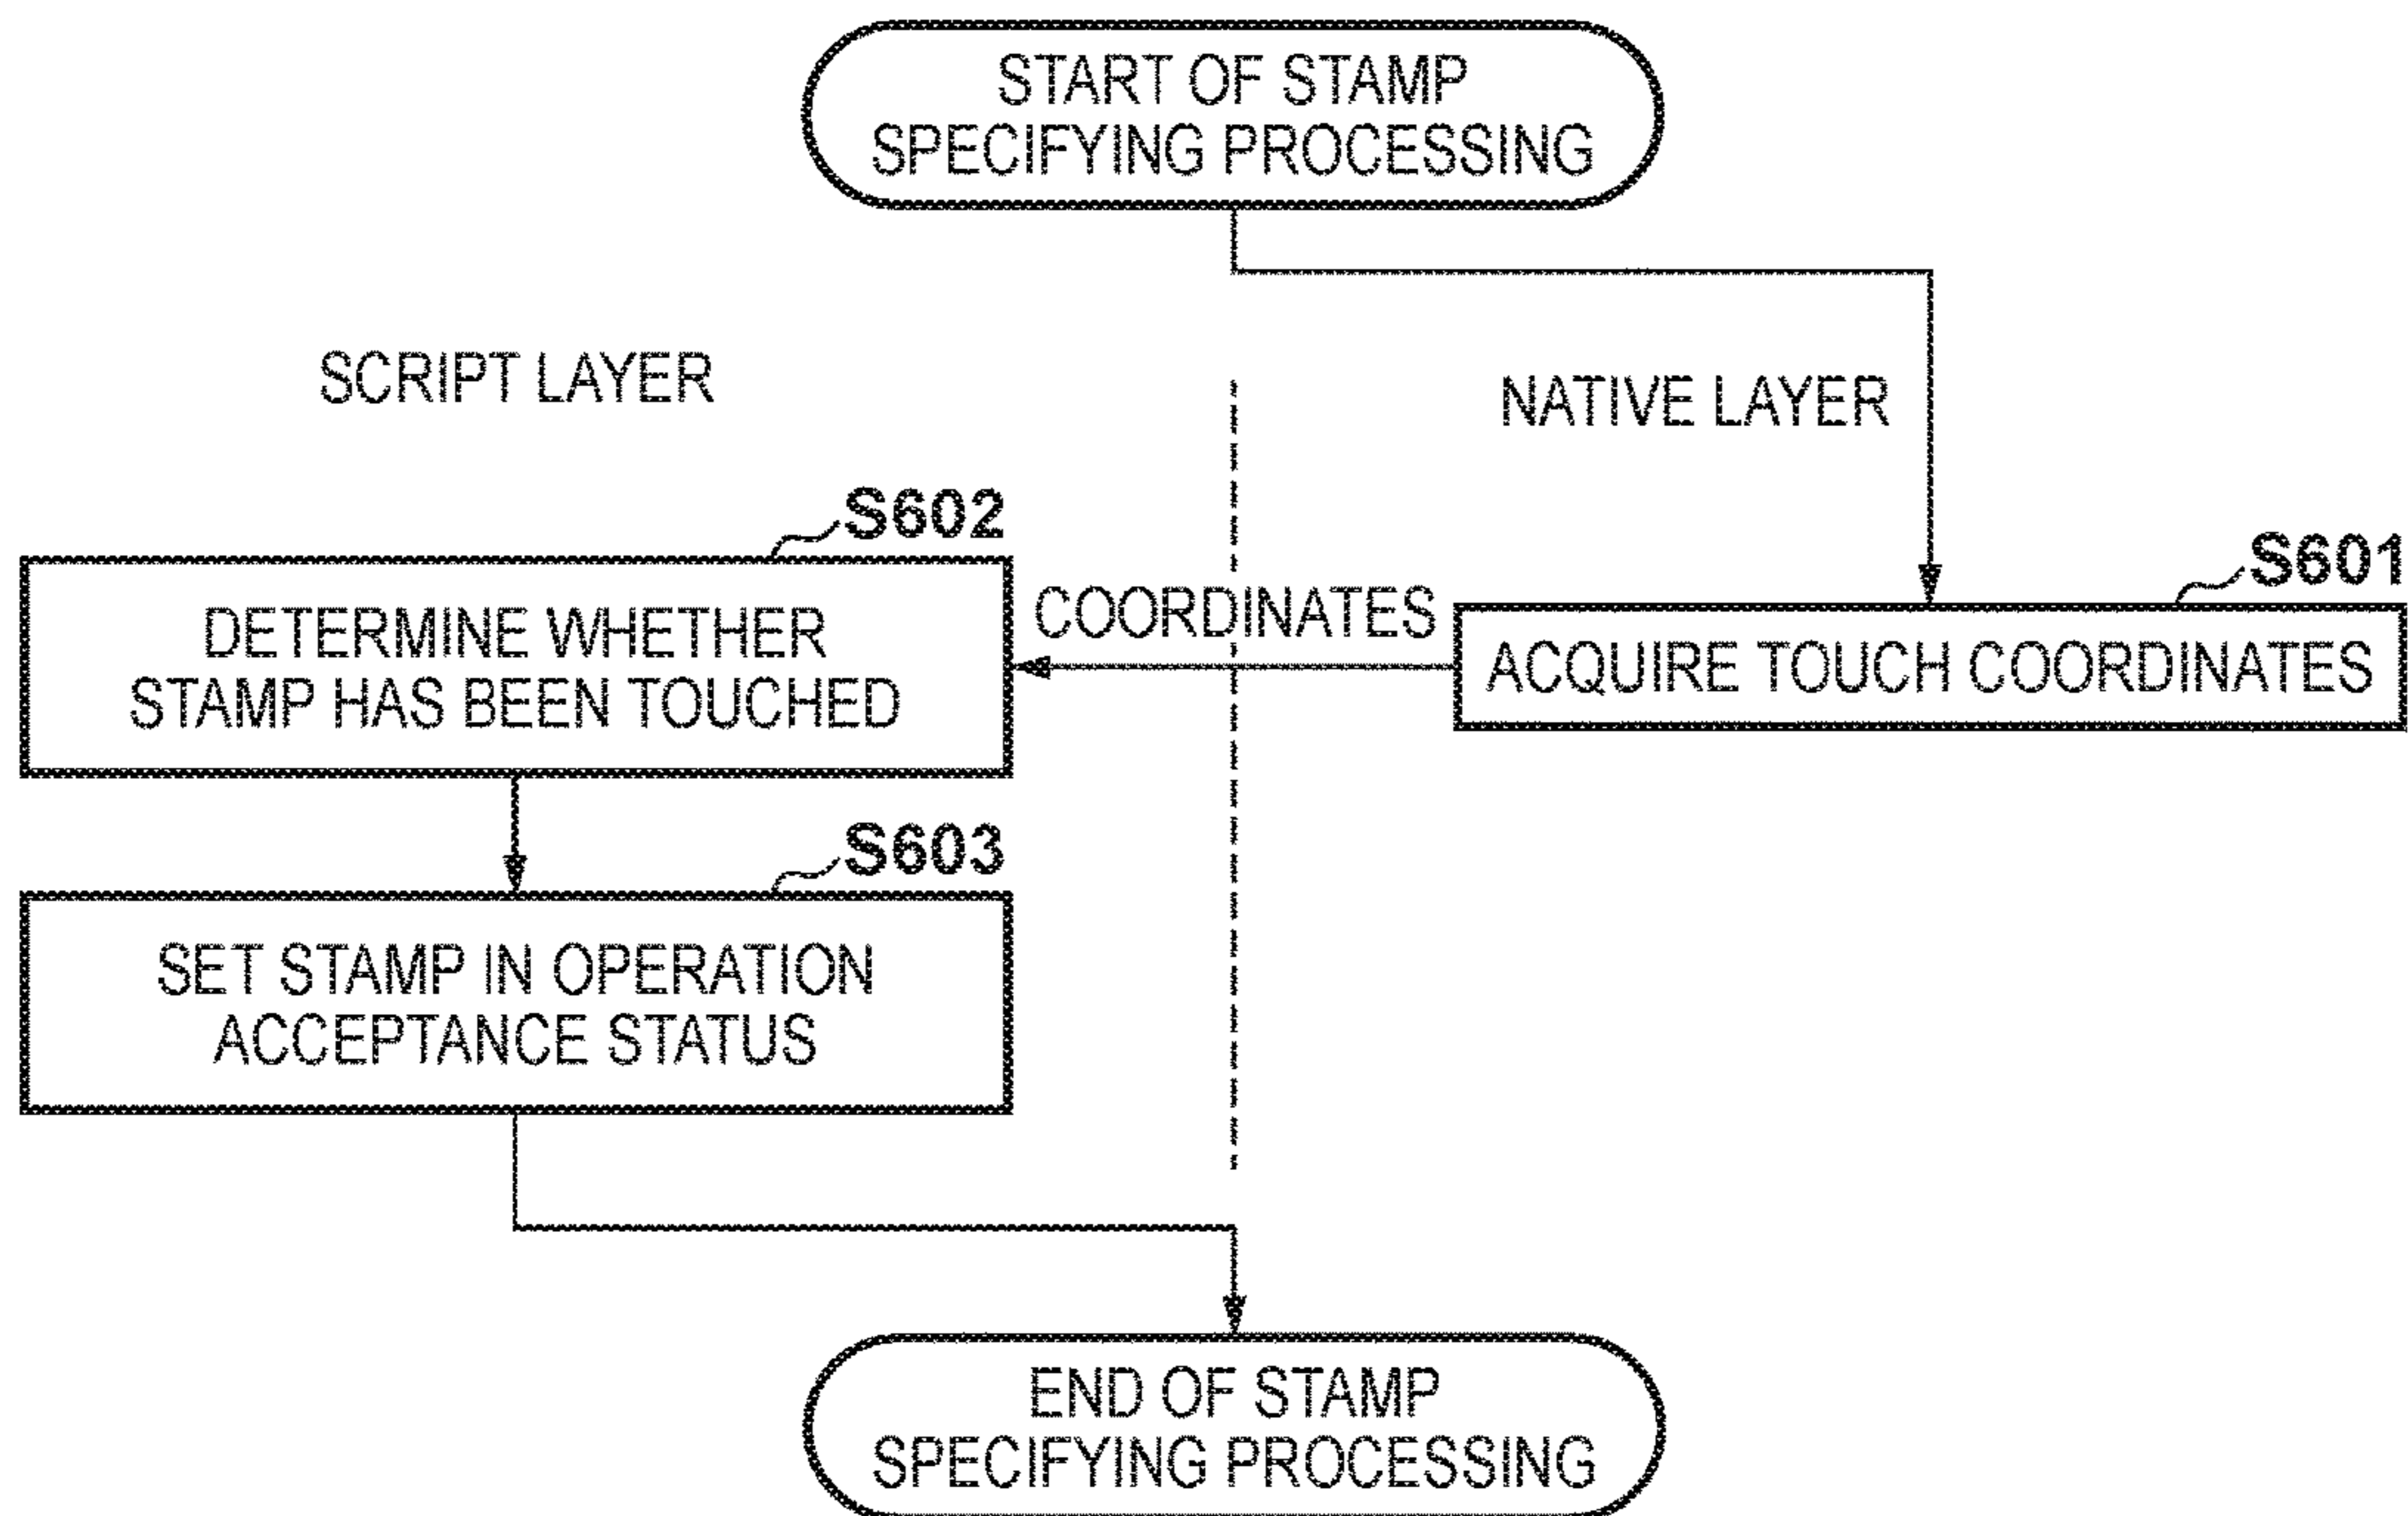 START OF STAMP
SPECIFYING PROCESSING
SCRIPT LAYER
NATIVE LAYER
S602
S601
DETERMINE WHETHER
STAMP HAS BEEN TOUCHED
COORDINATES
ACQUIRE TOUCH COORDINATES
S603
SET STAMP IN OPERATION
ACCEPTANCE STATUS
END OF STAMP
SPECIFYING PROCESSING